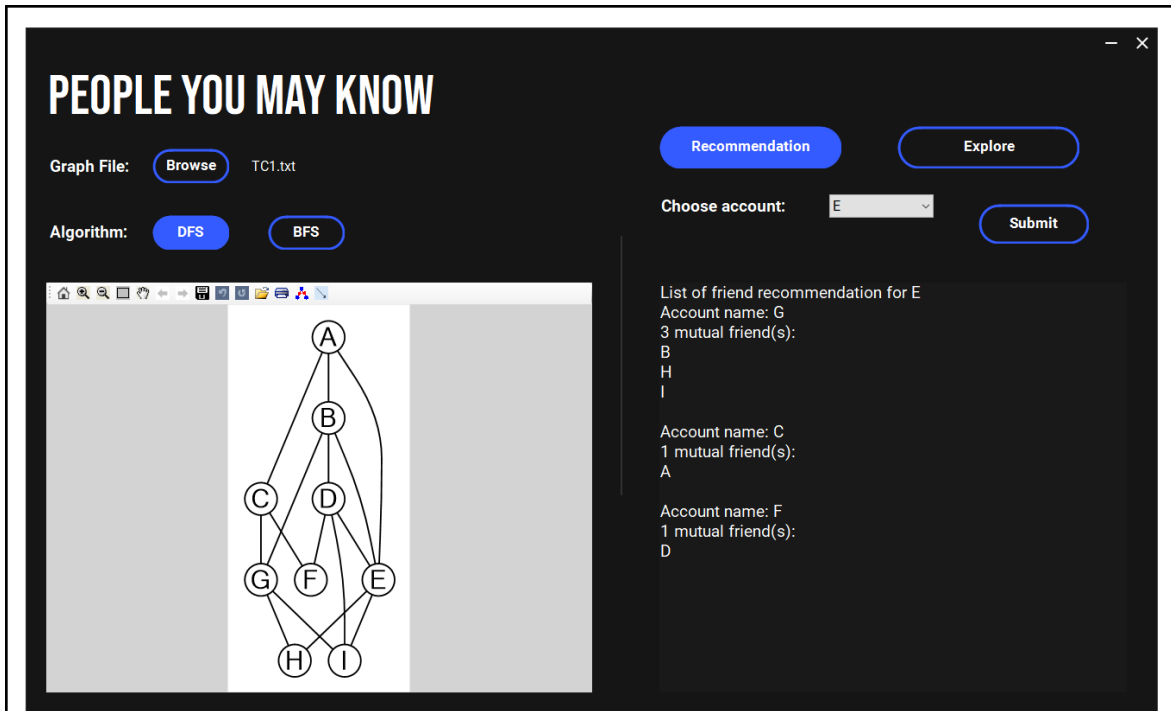 PEOPLE YOU MAY KNOW
Graph File:
Browse
TC1.txt
Algorithm:
DFS
BFS
A
B
C
D
G
F
E
H
I
Recommendation
Explore
Choose account:
E
Submit
List of friend recommendation for E
Account name: G
3 mutual friend(s):
B
H
I
Account name: C
1 mutual friend(s):
A
Account name: F
1 mutual friend(s):
D